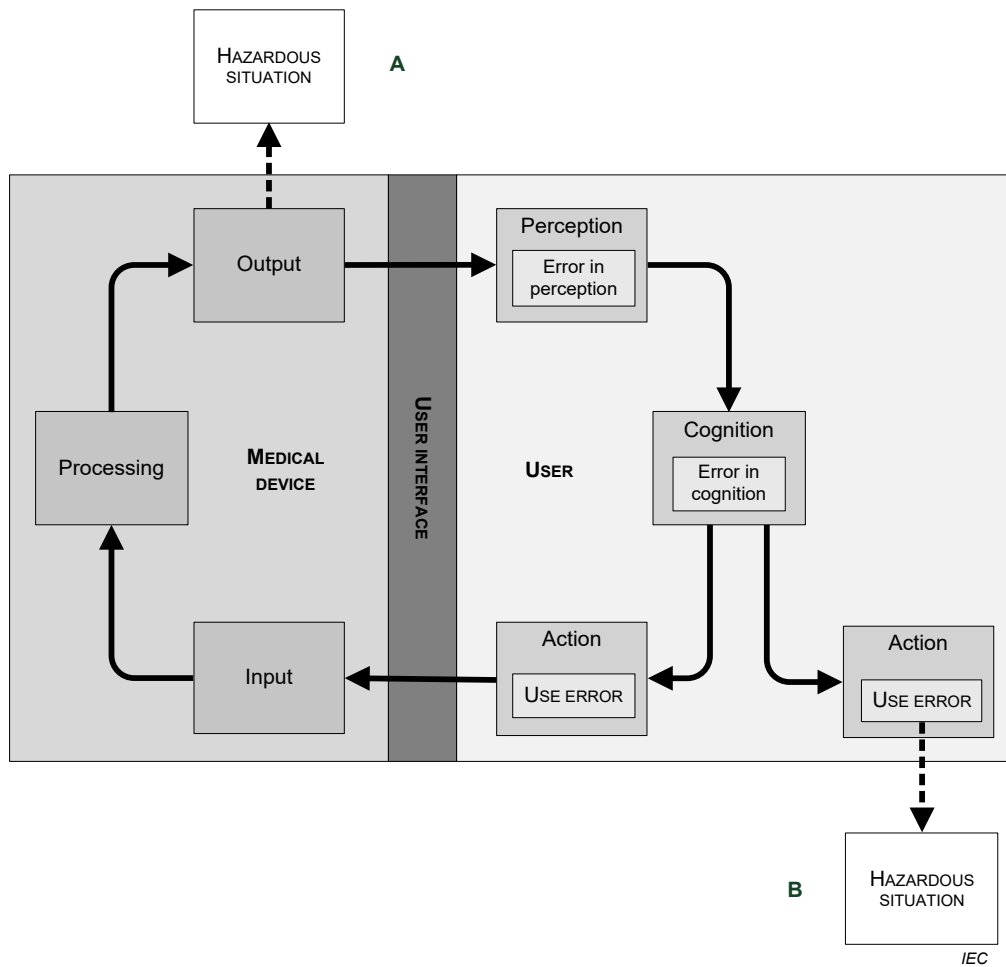 HAZARDOUS
SITUATION
A
Output
Perception
Error in
perception
Processing
MEDICAL
DEVICE
USER INTERFACE
USER
Cognition
Error in
cognition
Input
Action
USE ERROR
Action
USE ERROR
B
HAZARDOUS
SITUATION
IEC